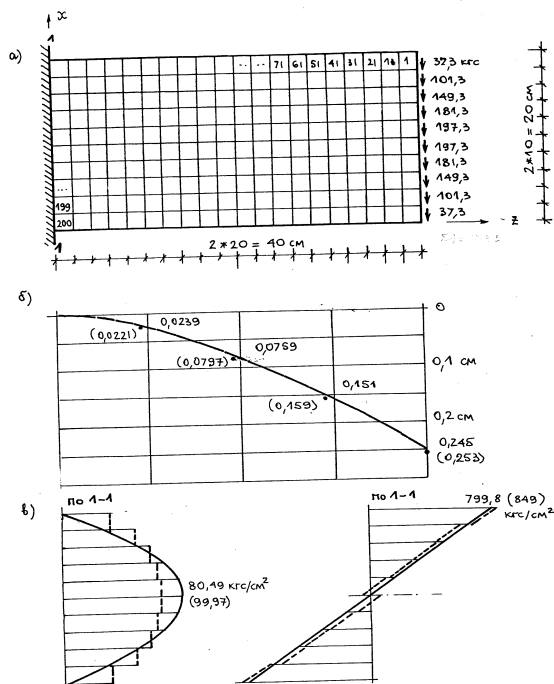 x
1
а)
... ... 71 61 51 41 31 21 11 1
37,3 кгс
101,3
149,3
181,3
197,3
197,3
181,3
149,3
101,3
37,3
...
199
200
1
z
2*20 = 40 см
2*10 = 20 см
б)
0
0,0239
(0,0221)
0,0759
(0,0797)
0,1 см
0,151
(0,159)
0,2 см
0,245
(0,253)
в)
по 1-1
80,49 кгс/см²
(99,97)
по 1-1
799,8 (849)
кгс/см²